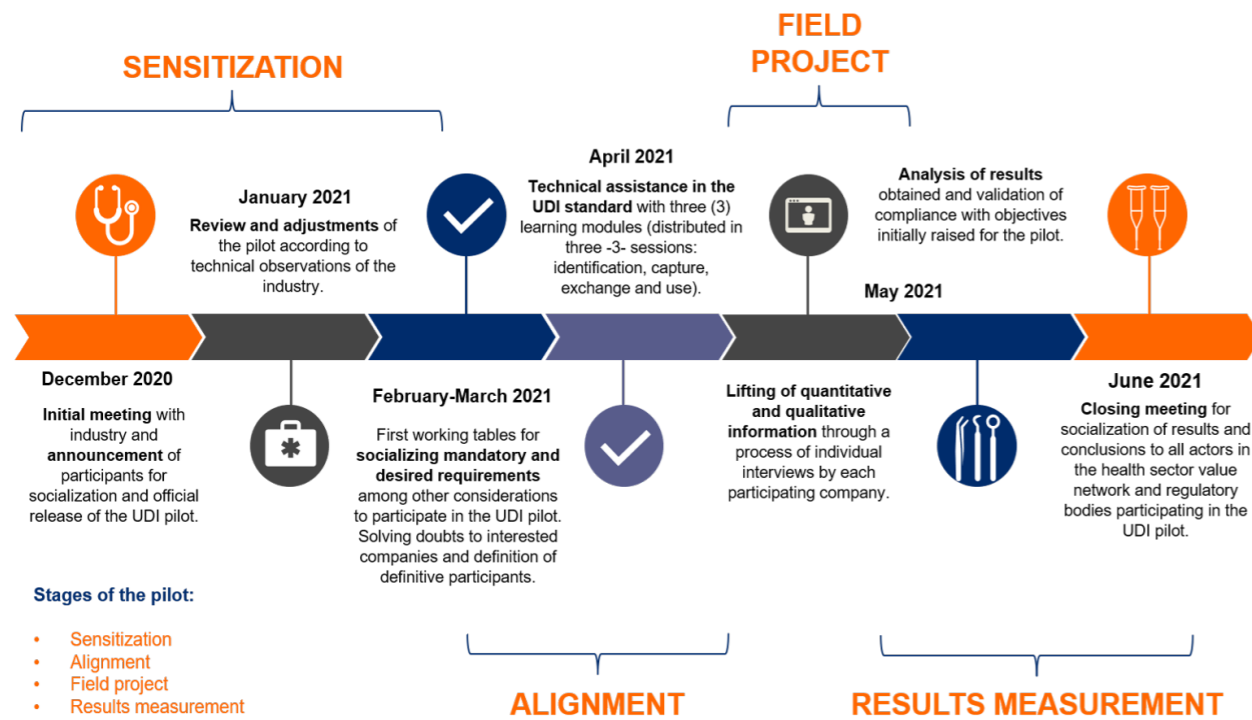 SENSITIZATION
FIELD
PROJECT
January 2021
Review and adjustments of
the pilot according to
technical observations of the
industry.
April 2021
Technical assistance in the
UDI standard with three (3)
learning modules (distributed in
three -3- sessions:
identification, capture,
exchange and use).
Analysis of results
obtained and validation of
compliance with objectives
initially raised for the pilot.
May 2021
December 2020
Initial meeting with
industry and
announcement of
participants for
socialization and official
release of the UDI pilot.
February-March 2021
First working tables for
socializing mandatory and
desired requirements
among other considerations
to participate in the UDI pilot.
Solving doubts to interested
companies and definition of
definitive participants.
Lifting of quantitative
and qualitative
information through a
process of individual
interviews by each
participating company.
June 2021
Closing meeting for
socialization of results and
conclusions to all actors in
the health sector value
network and regulatory
bodies participating in the
UDI pilot.
Stages of the pilot:
• Sensitization
• Alignment
• Field project
• Results measurement
ALIGNMENT
RESULTS MEASUREMENT